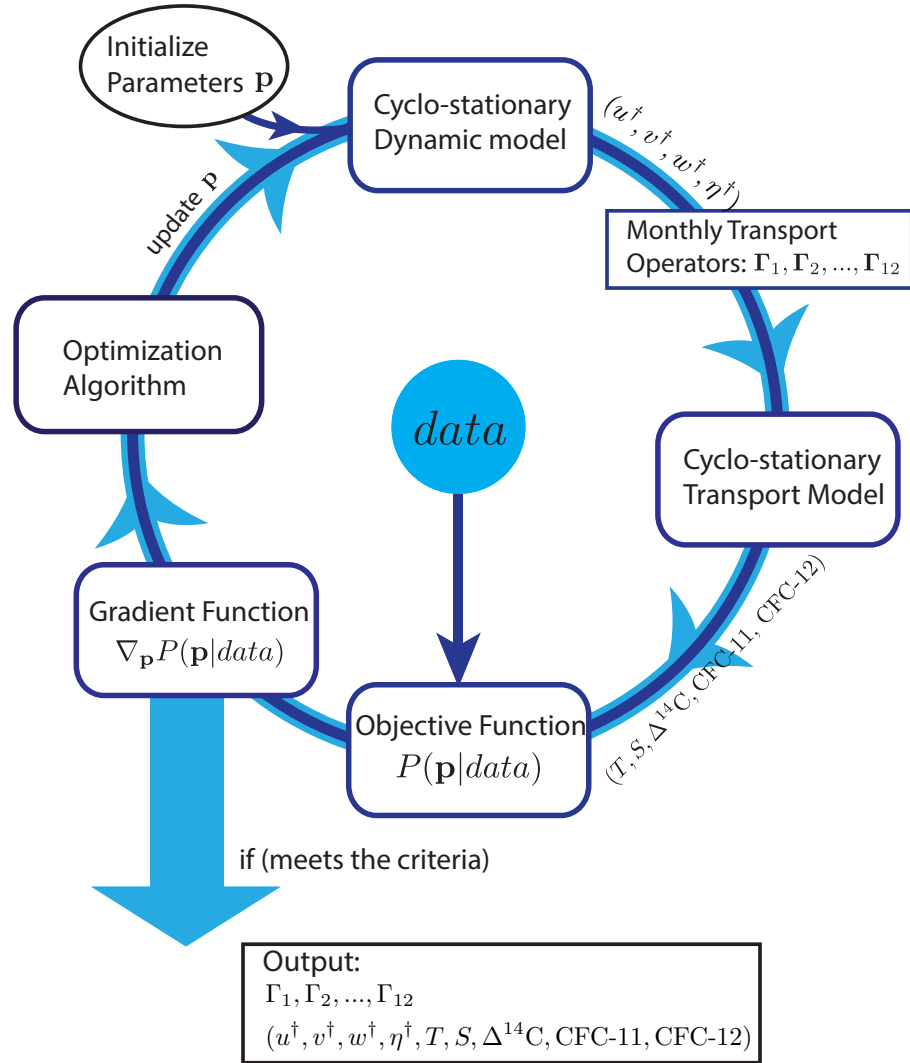 Initialize
Parameters p
Cyclo-stationary
Dynamic model
(u†, v†, w†, η†)
Monthly Transport
Operators: Γ₁, Γ₂, ..., Γ₁₂
update p
Optimization
Algorithm
data
Cyclo-stationary
Transport Model
(T, S, Δ¹⁴C, CFC-11, CFC-12)
Gradient Function
∇ₚP(p|data)
Objective Function
P(p|data)
if (meets the criteria)
Output:
Γ₁, Γ₂, ..., Γ₁₂
(u†, v†, w†, η†, T, S, Δ¹⁴C, CFC-11, CFC-12)